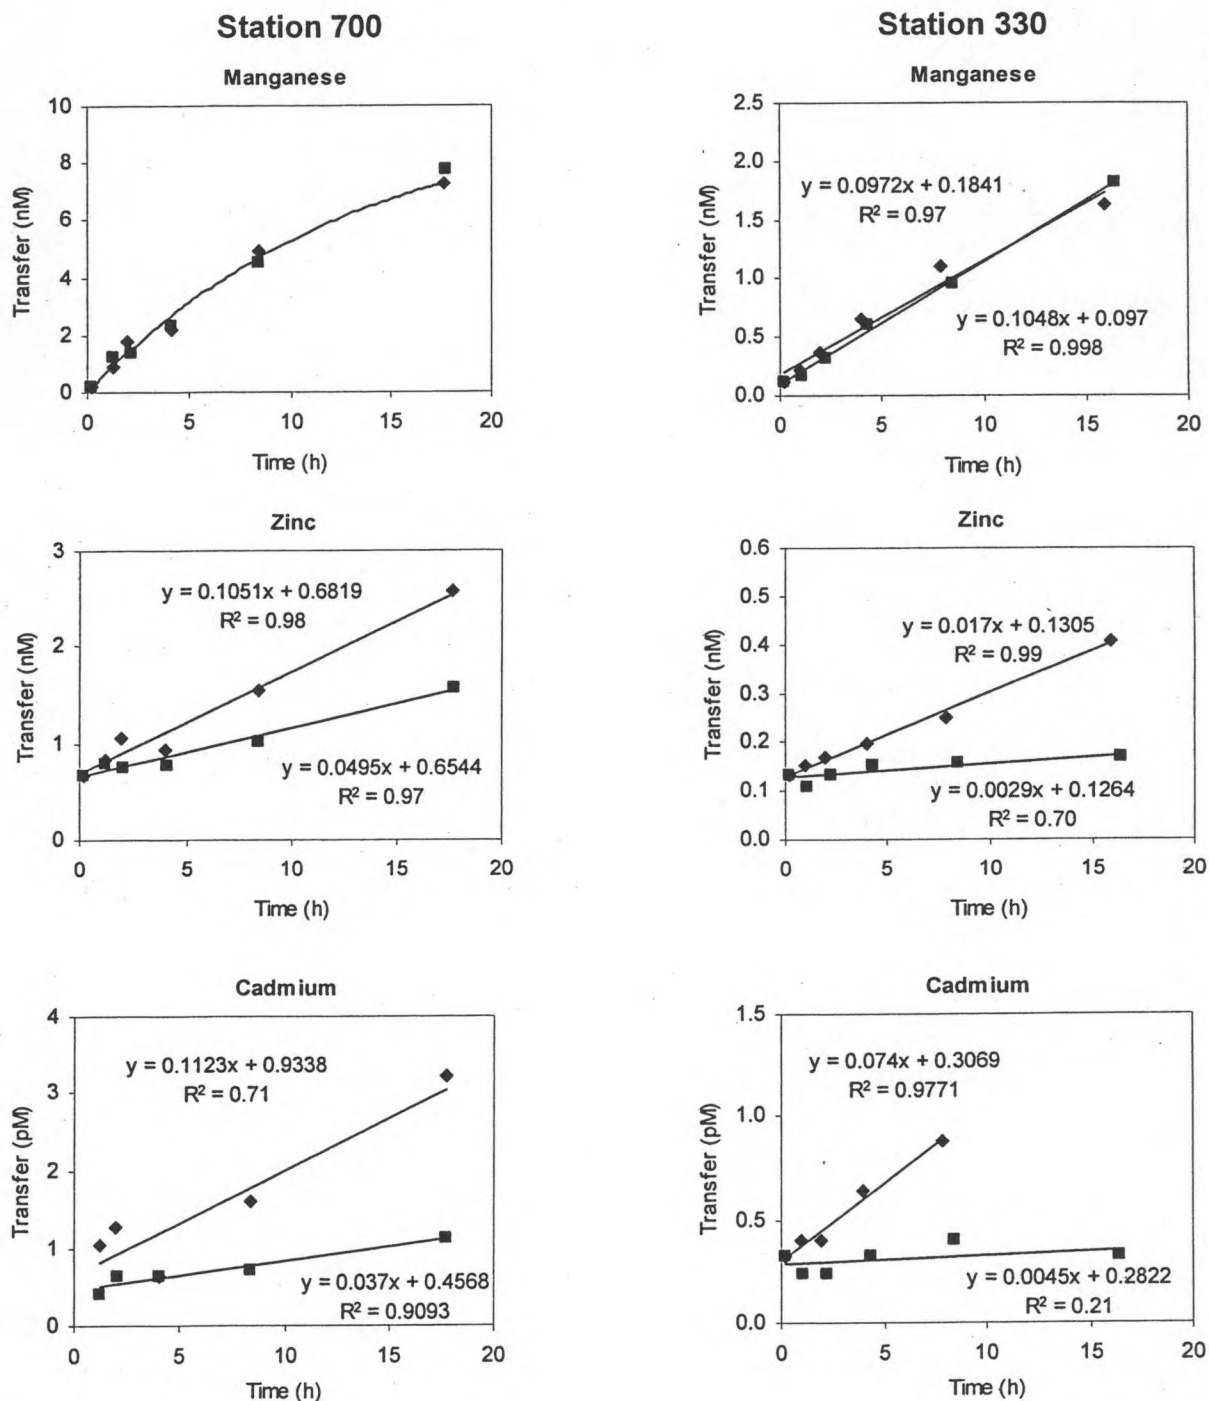 Station 700
Manganese
10
8
6
4
2
0
Transfer (nM)
0 5 10 15 20
Time (h)
Zinc
3
2
1
0
Transfer (nM)
y = 0.1051x + 0.6819
R² = 0.98
y = 0.0495x + 0.6544
R² = 0.97
0 5 10 15 20
Time (h)
Cadmium
4
3
2
1
0
Transfer (pM)
y = 0.1123x + 0.9338
R² = 0.71
y = 0.037x + 0.4568
R² = 0.9093
0 5 10 15 20
Time (h)
Station 330
Manganese
2.5
2.0
1.5
1.0
0.5
0.0
Transfer (nM)
y = 0.0972x + 0.1841
R² = 0.97
y = 0.1048x + 0.097
R² = 0.998
0 5 10 15 20
Time (h)
Zinc
0.6
0.5
0.4
0.3
0.2
0.1
0.0
Transfer (nM)
y = 0.017x + 0.1305
R² = 0.99
y = 0.0029x + 0.1264
R² = 0.70
0 5 10 15 20
Time (h)
Cadmium
1.5
1.0
0.5
0.0
Transfer (pM)
y = 0.074x + 0.3069
R² = 0.9771
y = 0.0045x + 0.2822
R² = 0.21
0 5 10 15 20
Time (h)